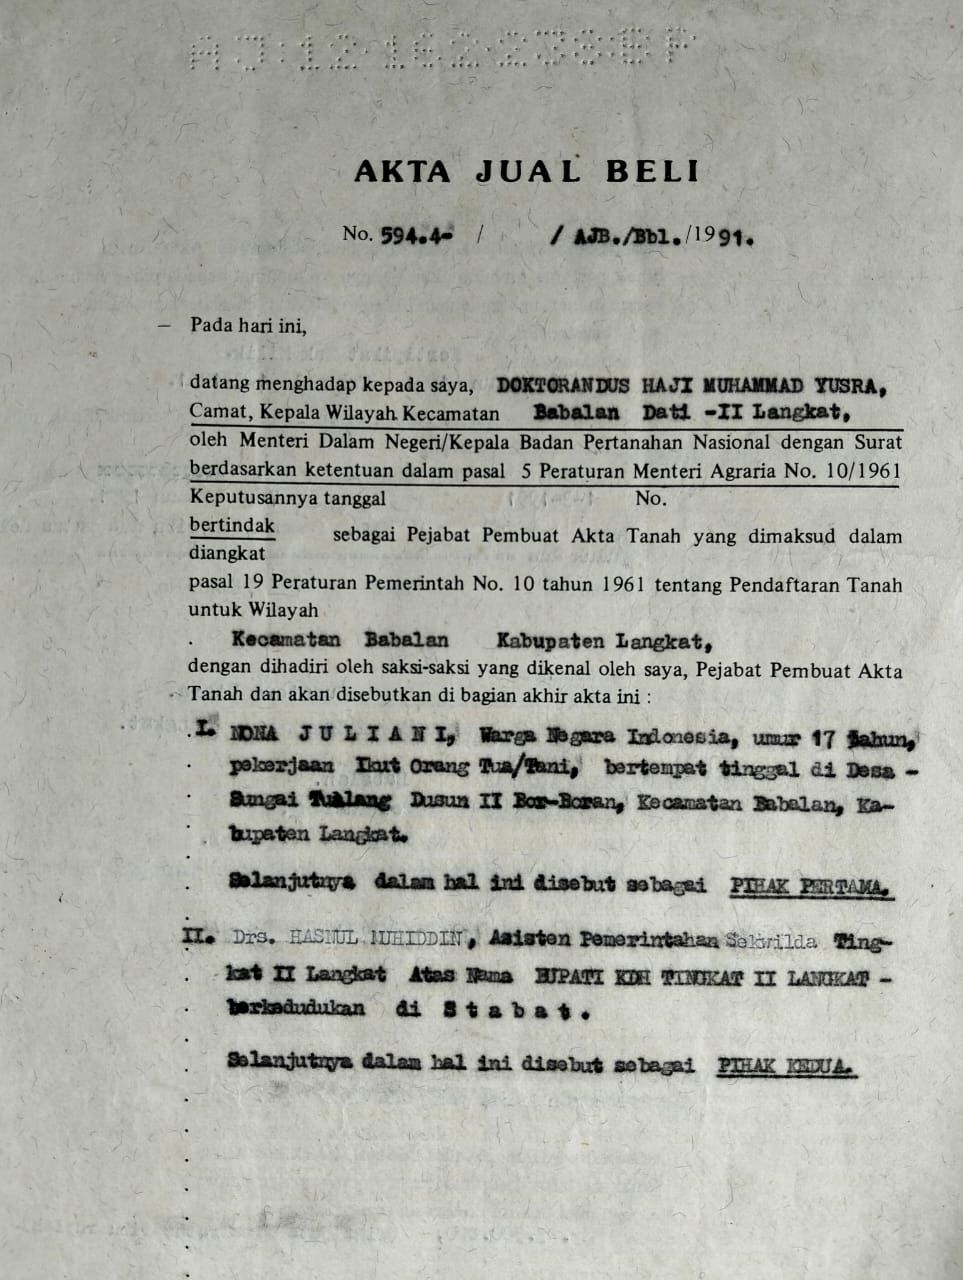 AJ·12·162·238·BF
AKTA JUAL BELI
No. 594.4- / / AJB./Bbl./1991.
— Pada hari ini,
datang menghadap kepada saya, DOKTORANDUS HAJI MUHAMMAD YUSRA,
Camat, Kepala Wilayah Kecamatan Babalan Dati -II Langkat,
oleh Menteri Dalam Negeri/Kepala Badan Pertanahan Nasional dengan Surat
berdasarkan ketentuan dalam pasal 5 Peraturan Menteri Agraria No. 10/1961
Keputusannya tanggal No.
bertindak
sebagai Pejabat Pembuat Akta Tanah yang dimaksud dalam
diangkat
pasal 19 Peraturan Pemerintah No. 10 tahun 1961 tentang Pendaftaran Tanah
untuk Wilayah
Kecamatan Babalan Kabupaten Langkat,
dengan dihadiri oleh saksi-saksi yang dikenal oleh saya, Pejabat Pembuat Akta
Tanah dan akan disebutkan di bagian akhir akta ini :
I. NONA J U L I A N I, Warga Negara Indonesia, umur 17 Tahun,
pekerjaan Ikut Orang Tua/Tani, bertempat tinggal di Desa -
Sungai Tualang Dusun II Bor-Boran, Kecamatan Babalan, Ka-
bupaten Langkat.
Selanjutnya dalam hal ini disebut sebagai PIHAK PERTAMA.
II. Drs. HASNUL MUHIDDIN, Asisten Pemerintahan Sekwilda Ting-
kat II Langkat Atas Nama BUPATI KDH TINGKAT II LANGKAT -
berkedudukan di S t a b a t .
Selanjutnya dalam hal ini disebut sebagai PIHAK KEDUA.